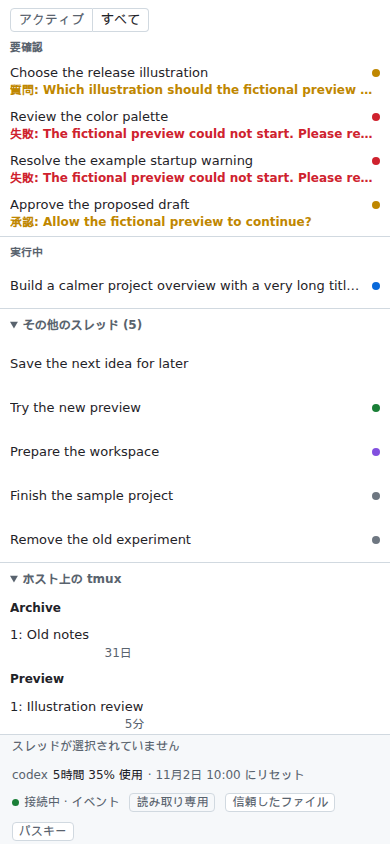 アクティブ すべて
要確認
Choose the release illustration
質問: Which illustration should the fictional preview …
Review the color palette
失敗: The fictional preview could not start. Please re…
Resolve the example startup warning
失敗: The fictional preview could not start. Please re…
Approve the proposed draft
承認: Allow the fictional preview to continue?
実行中
Build a calmer project overview with a very long titl…
▼ その他のスレッド (5)
Save the next idea for later
Try the new preview
Prepare the workspace
Finish the sample project
Remove the old experiment
▼ ホスト上の tmux
Archive
1: Old notes
31日
Preview
1: Illustration review
5分
スレッドが選択されていません
codex 5時間 35% 使用 · 11月2日 10:00 にリセット
接続中 · イベント 読み取り専用 信頼したファイル
パスキー